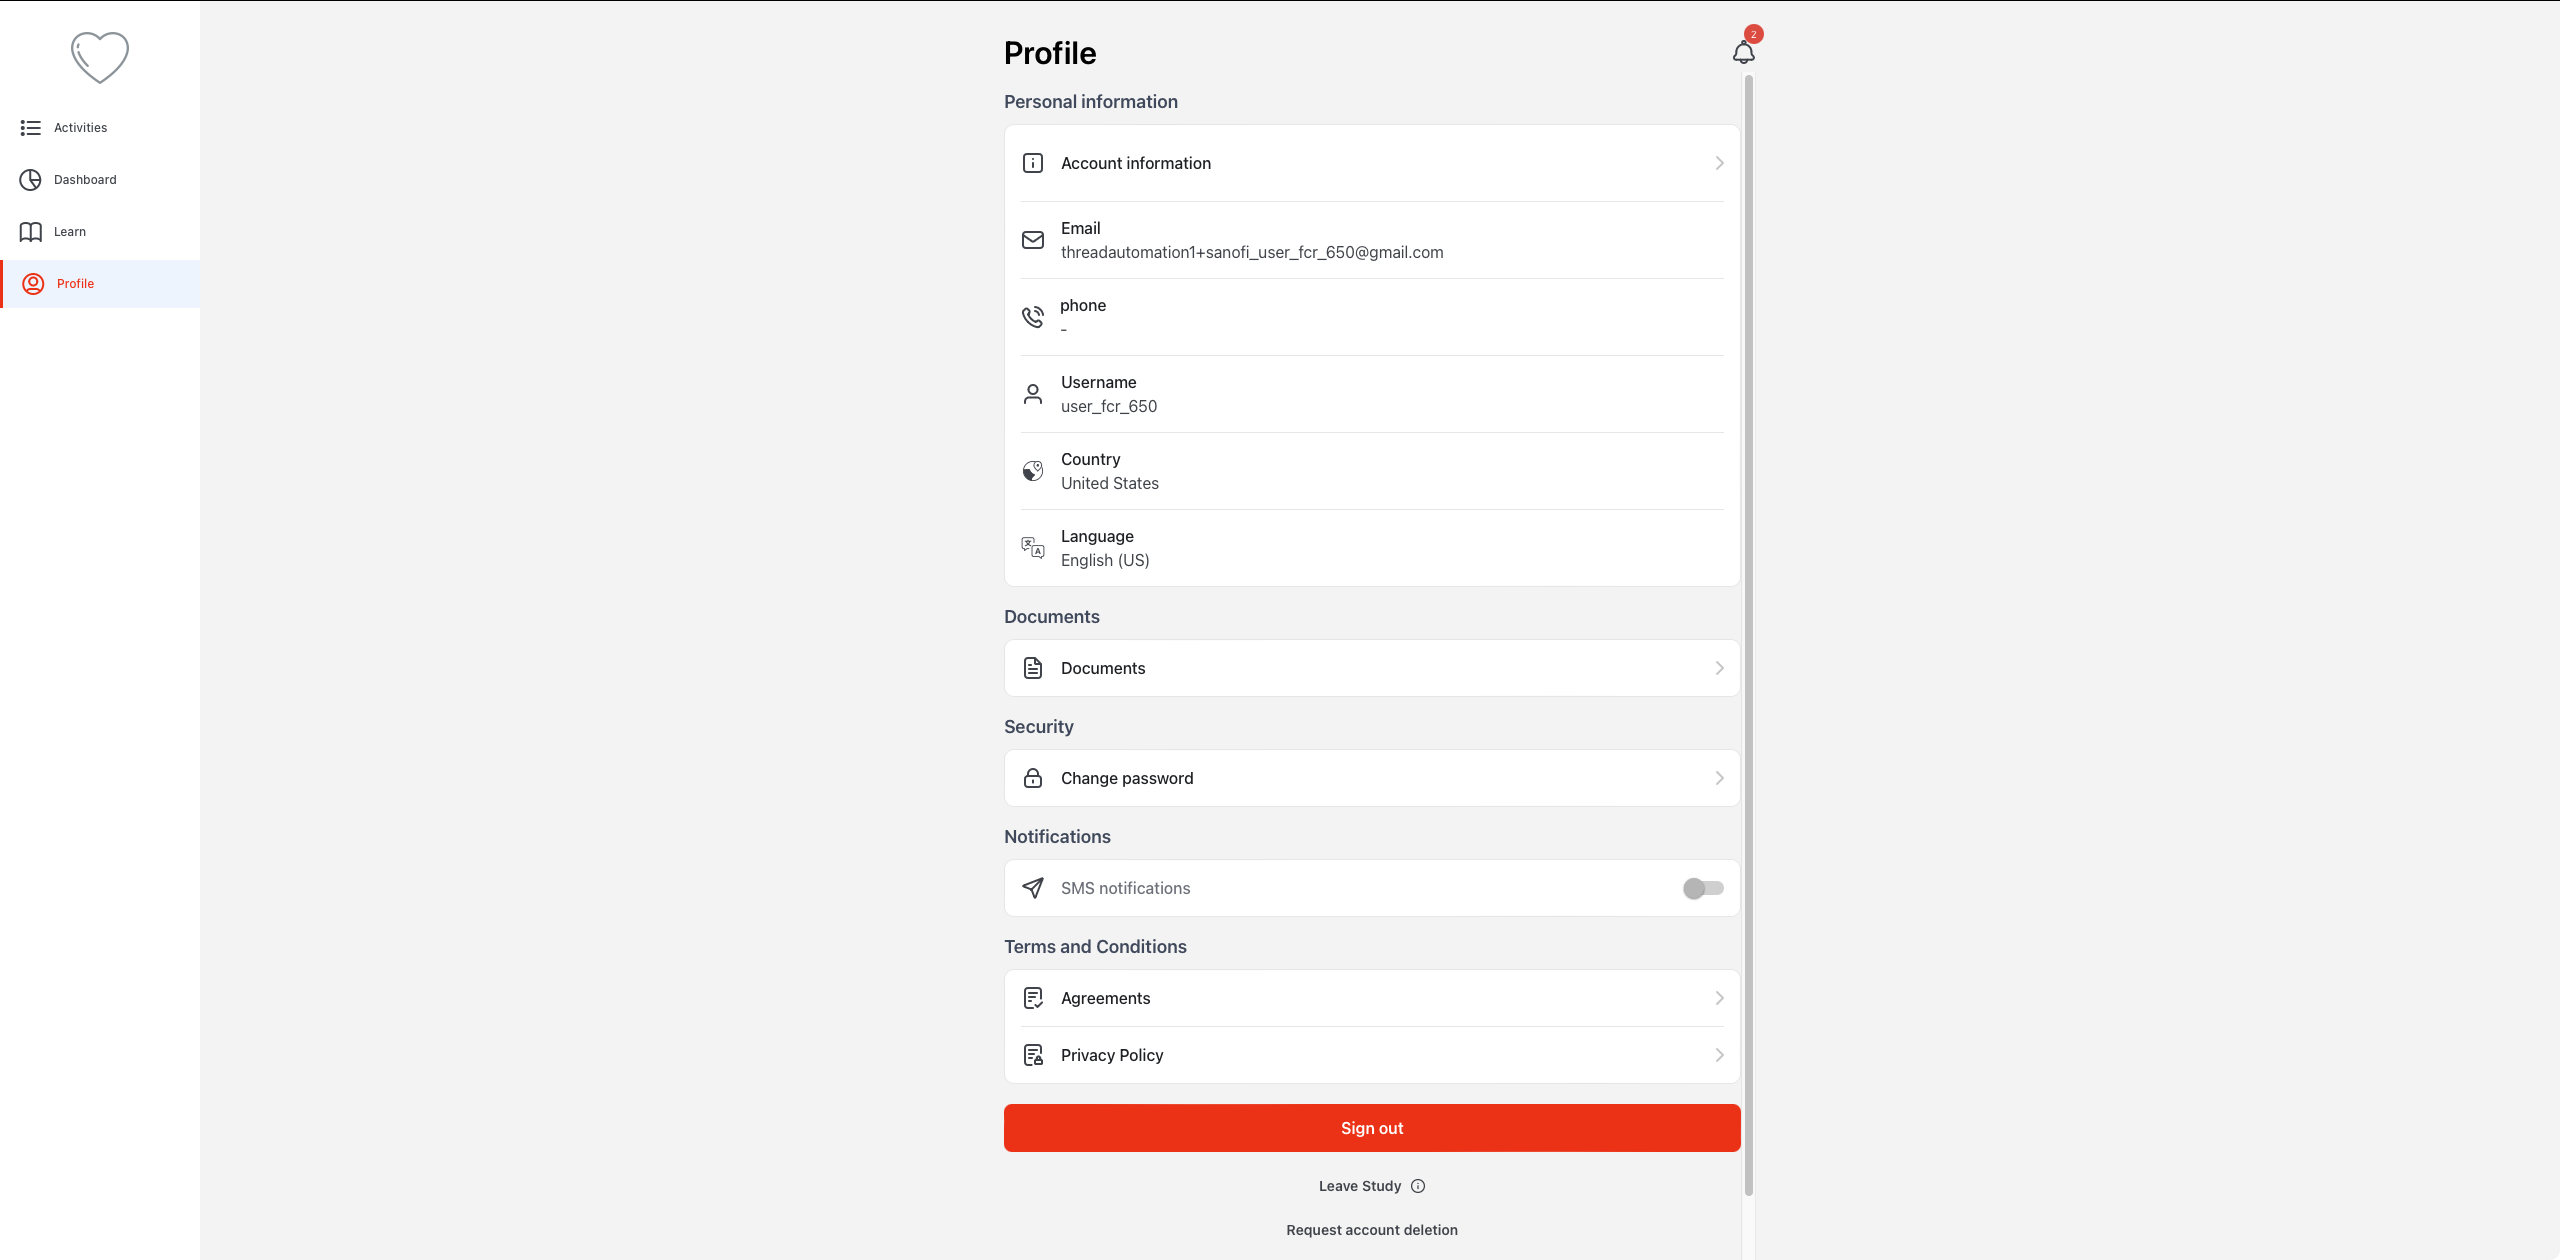 Profile
2
Activities
Dashboard
Learn
Profile
Personal information
Account information
Email
threadautomation1+sanofi_user_fcr_650@gmail.com
phone
-
Username
user_fcr_650
Country
United States
Language
English (US)
Documents
Documents
Security
Change password
Notifications
SMS notifications
Terms and Conditions
Agreements
Privacy Policy
Sign out
Leave Study
Request account deletion